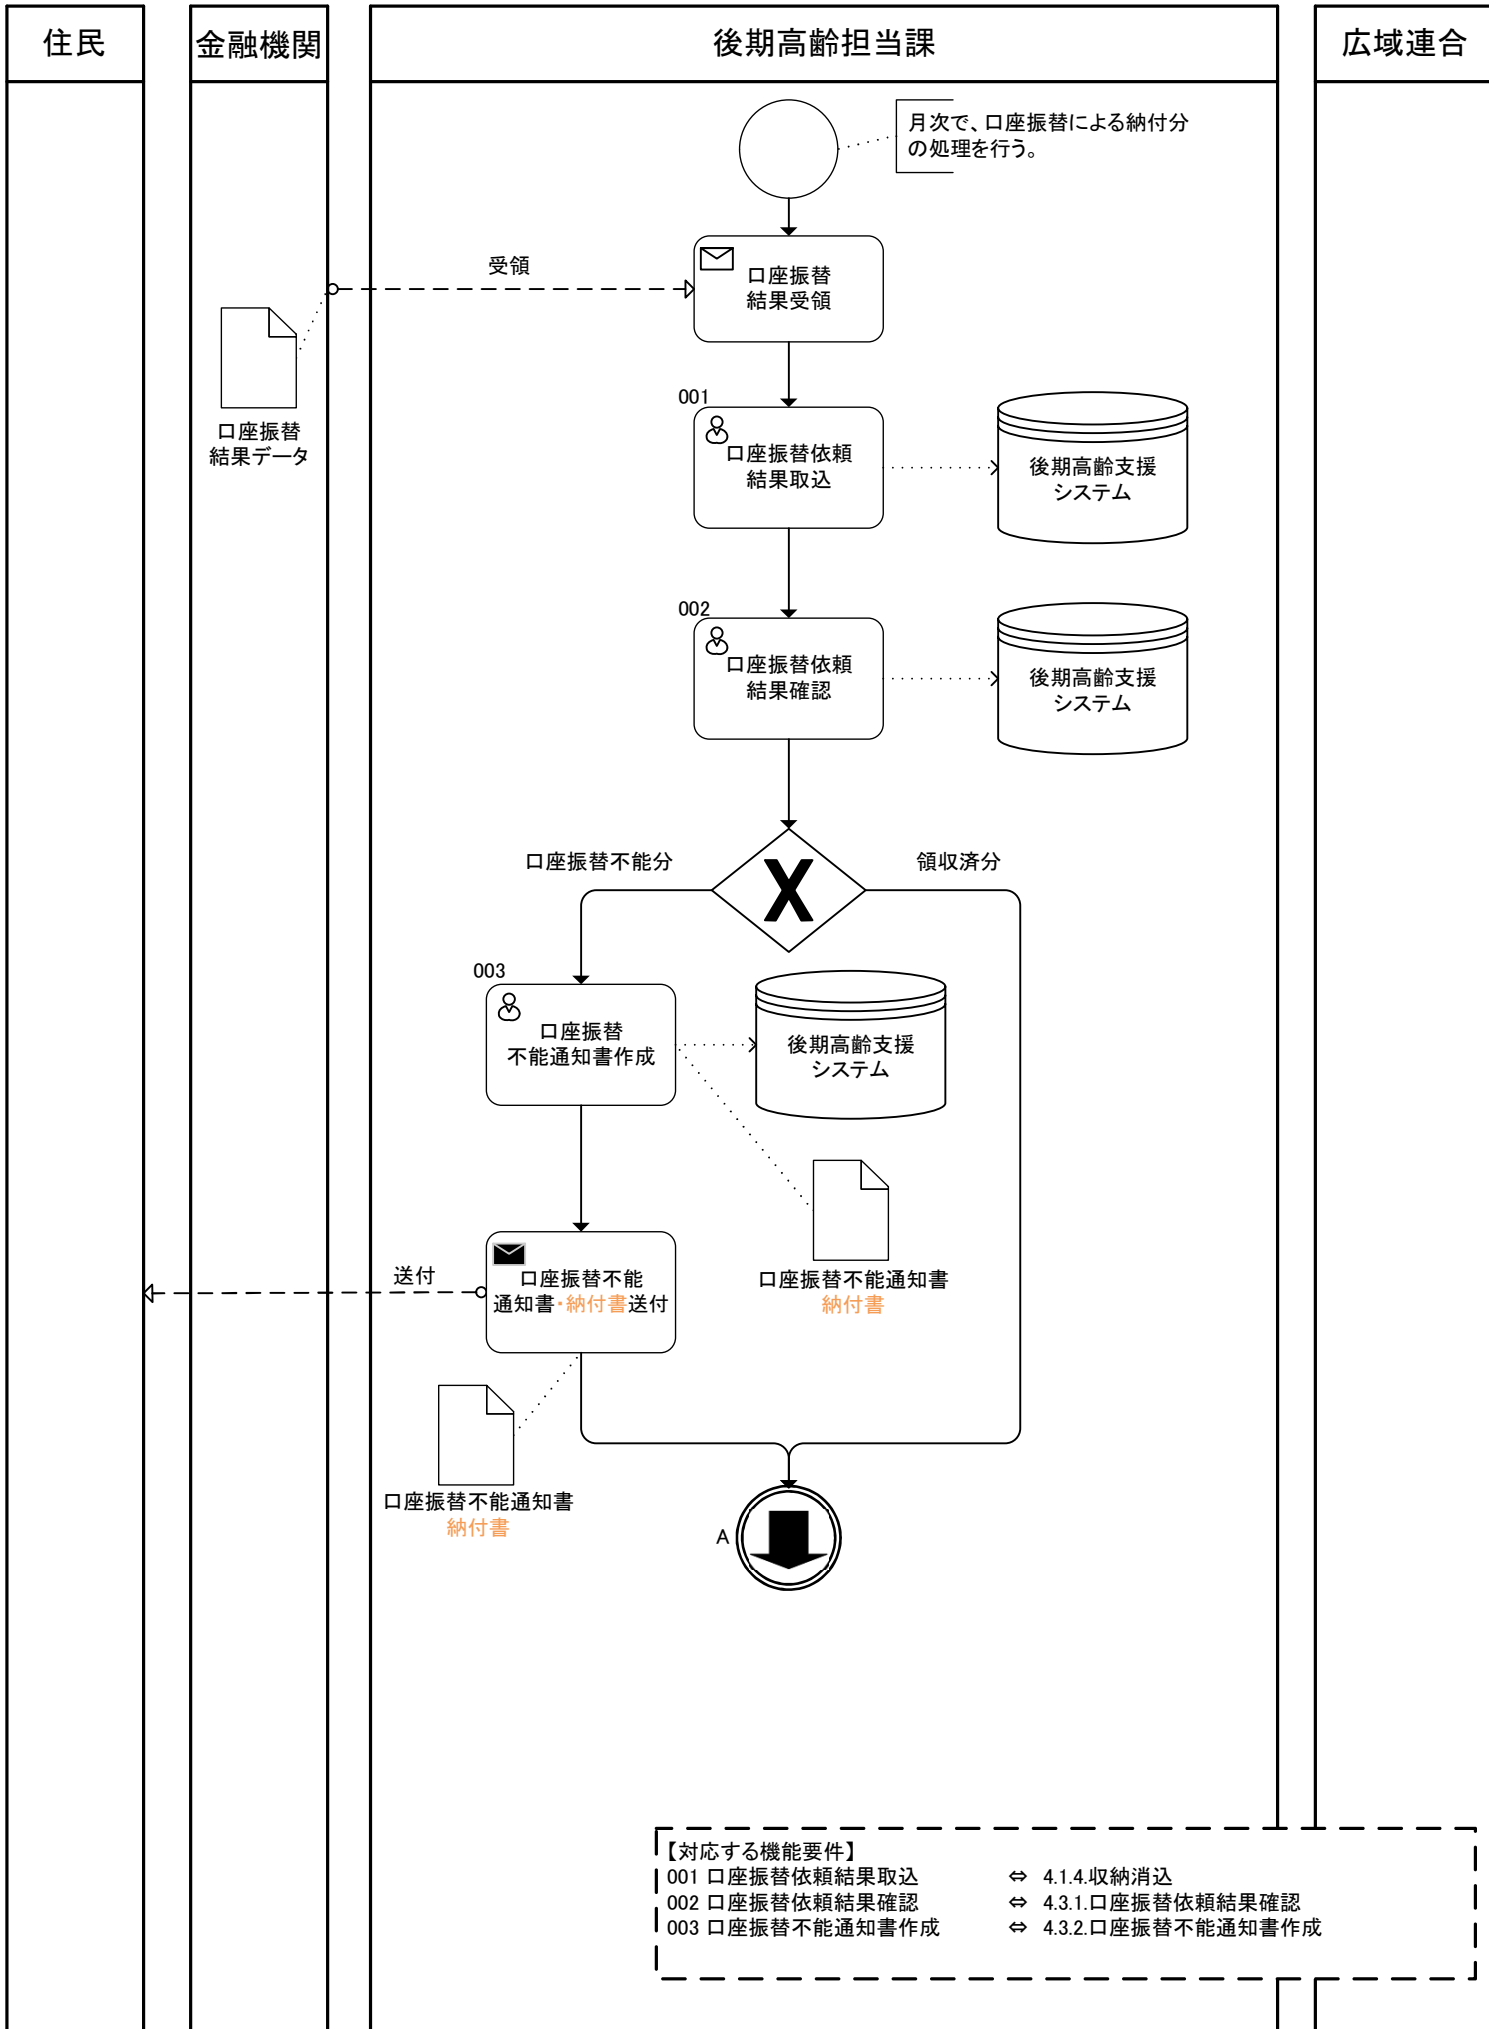 住民
金融機関
後期高齢担当課
広域連合
月次で、口座振替による納付分
の処理を行う。
受領
口座振替
結果受領
口座振替
結果データ
001
口座振替依頼
結果取込
後期高齢支援
システム
002
口座振替依頼
結果確認
後期高齢支援
システム
口座振替不能分
X
領収済分
003
口座振替
不能通知書作成
後期高齢支援
システム
口座振替不能通知書
納付書
送付
口座振替不能
通知書・納付書送付
口座振替不能通知書
納付書
A
【対応する機能要件】
001 口座振替依頼結果取込 ⇔ 4.1.4.収納消込
002 口座振替依頼結果確認 ⇔ 4.3.1.口座振替依頼結果確認
003 口座振替不能通知書作成 ⇔ 4.3.2.口座振替不能通知書作成